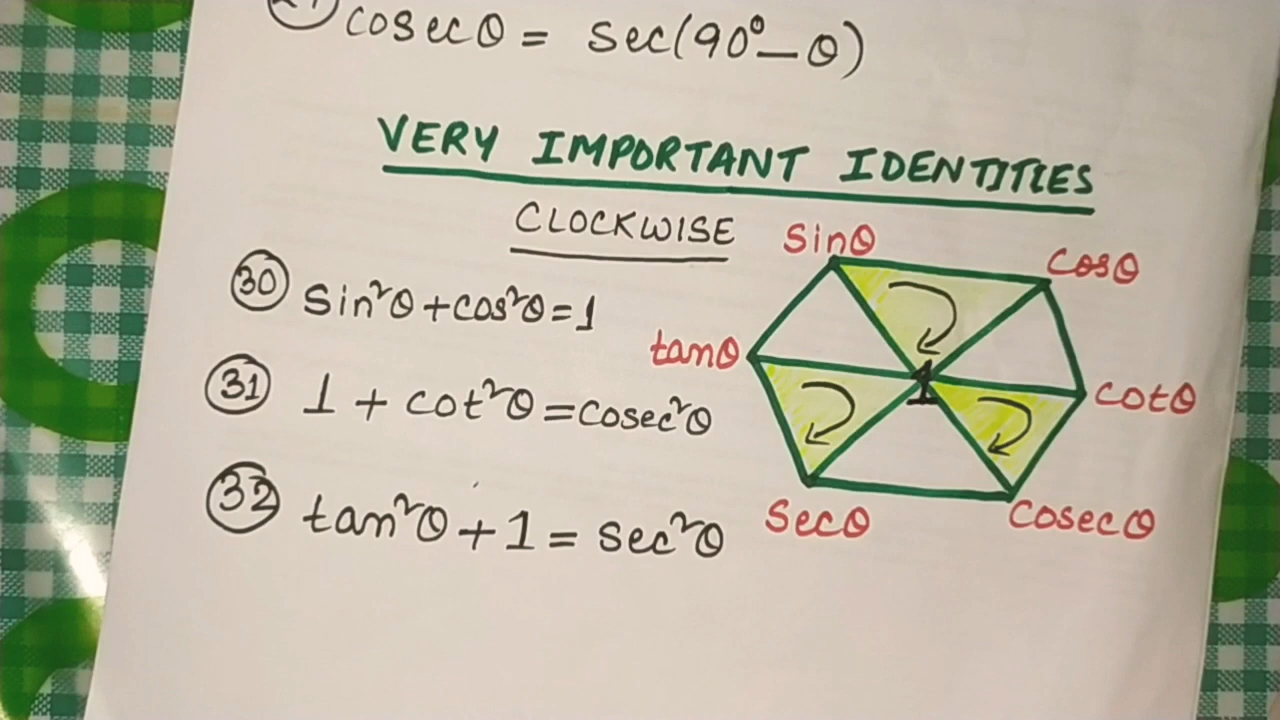 cosecθ = sec(90°-θ)
VERY IMPORTANT IDENTITIES
CLOCKWISE
30 sin²θ+cos²θ=1
31 1 + cot²θ=cosec²θ
32 tan²θ+1= sec²θ
sinθ
cosθ
tanθ
1
cotθ
secθ
cosecθ